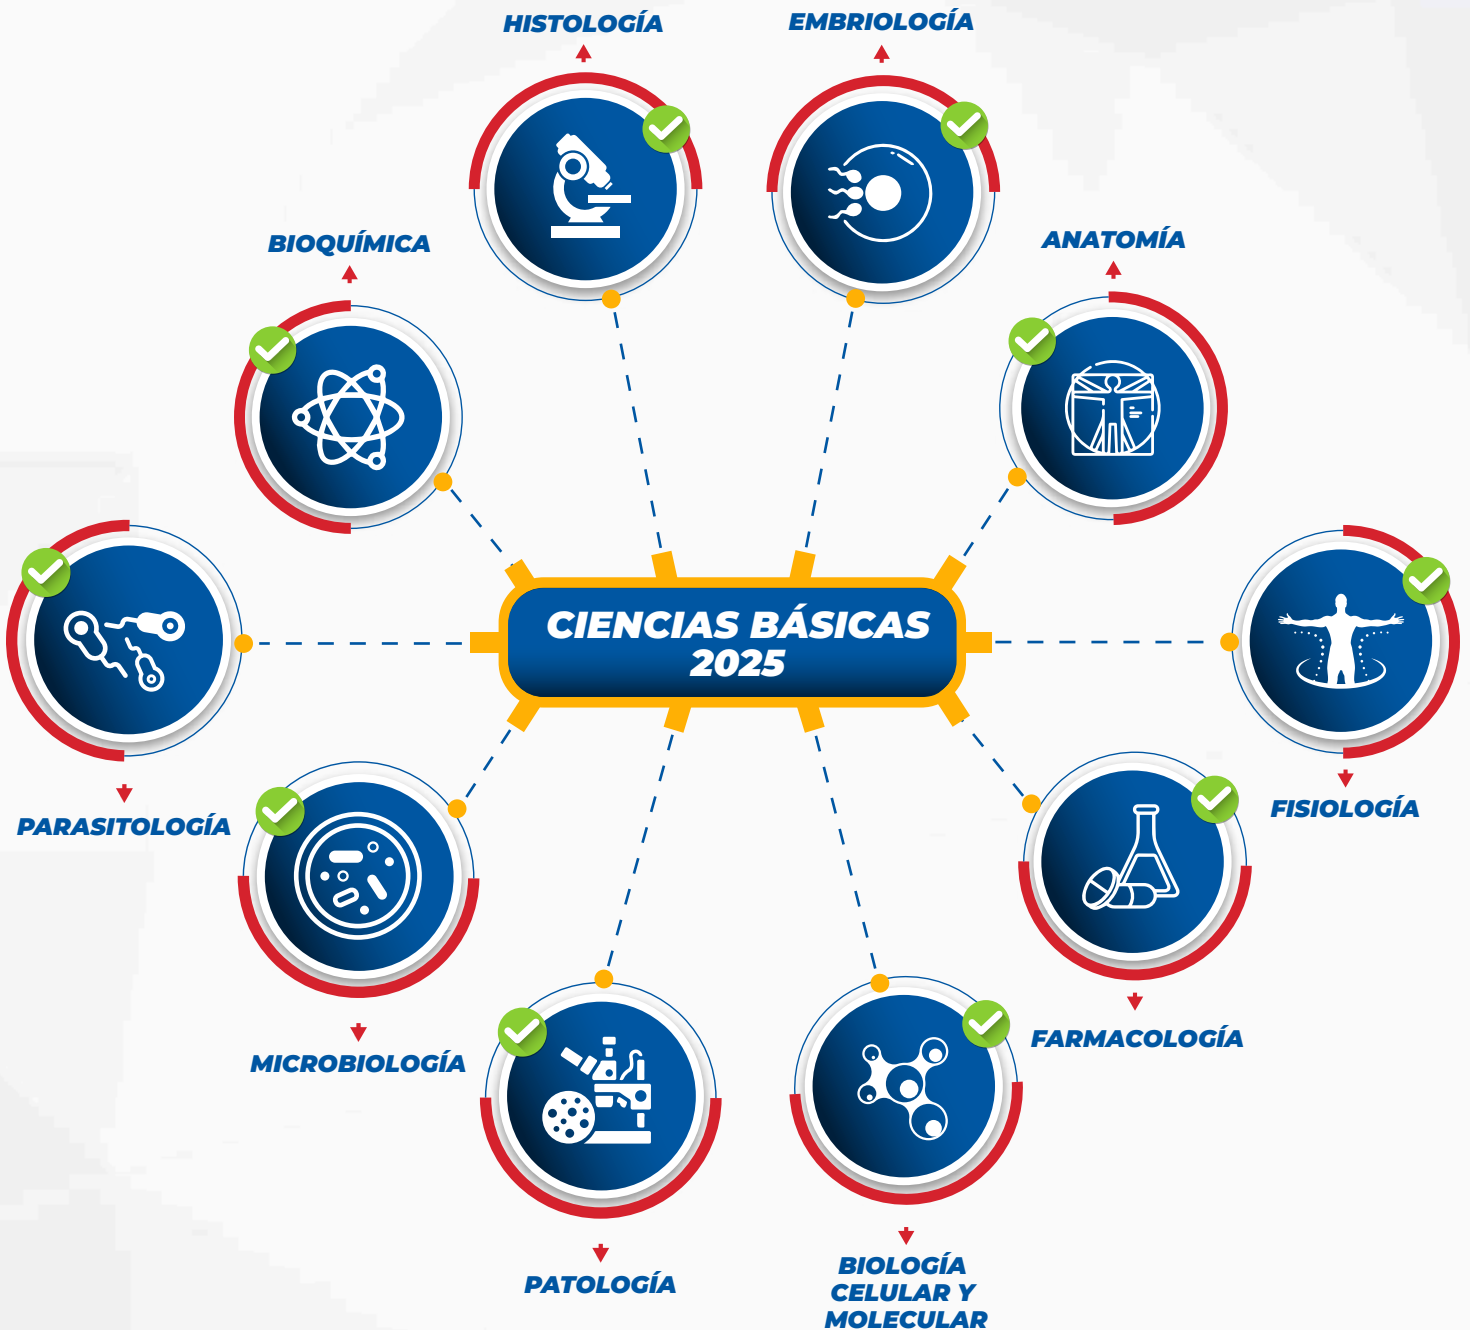 HISTOLOGÍA
EMBRIOLOGÍA
BIOQUÍMICA
ANATOMÍA
CIENCIAS BÁSICAS
2025
PARASITOLOGÍA
FISIOLOGÍA
MICROBIOLOGÍA
FARMACOLOGÍA
PATOLOGÍA
BIOLOGÍA
CELULAR Y
MOLECULAR